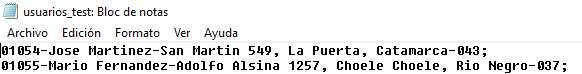 usuarios_test: Bloc de notas
Archivo Edición Formato Ver Ayuda
01054-Jose Martinez-San Martin 549, La Puerta, Catamarca-043;
01055-Mario Fernandez-Adolfo Alsina 1257, Choele Choele, Rio Negro-037;